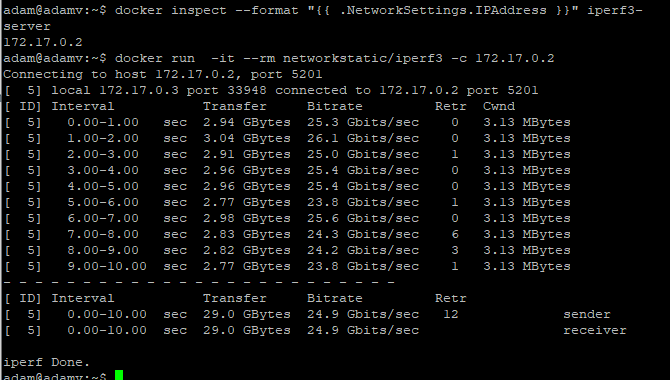 adam@adamv:~$ docker inspect --format "{{ .NetworkSettings.IPAddress }}" iperf3-
server
172.17.0.2
adam@adamv:~$ docker run  -it --rm networkstatic/iperf3 -c 172.17.0.2
Connecting to host 172.17.0.2, port 5201
[  5] local 172.17.0.3 port 33948 connected to 172.17.0.2 port 5201
[ ID] Interval           Transfer     Bitrate         Retr  Cwnd
[  5]   0.00-1.00   sec  2.94 GBytes  25.3 Gbits/sec    0   3.13 MBytes
[  5]   1.00-2.00   sec  3.04 GBytes  26.1 Gbits/sec    0   3.13 MBytes
[  5]   2.00-3.00   sec  2.91 GBytes  25.0 Gbits/sec    1   3.13 MBytes
[  5]   3.00-4.00   sec  2.96 GBytes  25.4 Gbits/sec    0   3.13 MBytes
[  5]   4.00-5.00   sec  2.96 GBytes  25.4 Gbits/sec    0   3.13 MBytes
[  5]   5.00-6.00   sec  2.77 GBytes  23.8 Gbits/sec    1   3.13 MBytes
[  5]   6.00-7.00   sec  2.98 GBytes  25.6 Gbits/sec    0   3.13 MBytes
[  5]   7.00-8.00   sec  2.83 GBytes  24.3 Gbits/sec    6   3.13 MBytes
[  5]   8.00-9.00   sec  2.82 GBytes  24.2 Gbits/sec    3   3.13 MBytes
[  5]   9.00-10.00  sec  2.77 GBytes  23.8 Gbits/sec    1   3.13 MBytes
- - - - - - - - - - - - - - - - - - - - - - - - -
[ ID] Interval           Transfer     Bitrate         Retr
[  5]   0.00-10.00  sec  29.0 GBytes  24.9 Gbits/sec   12             sender
[  5]   0.00-10.00  sec  29.0 GBytes  24.9 Gbits/sec                  receiver
iperf Done.
adam@adamv:~$